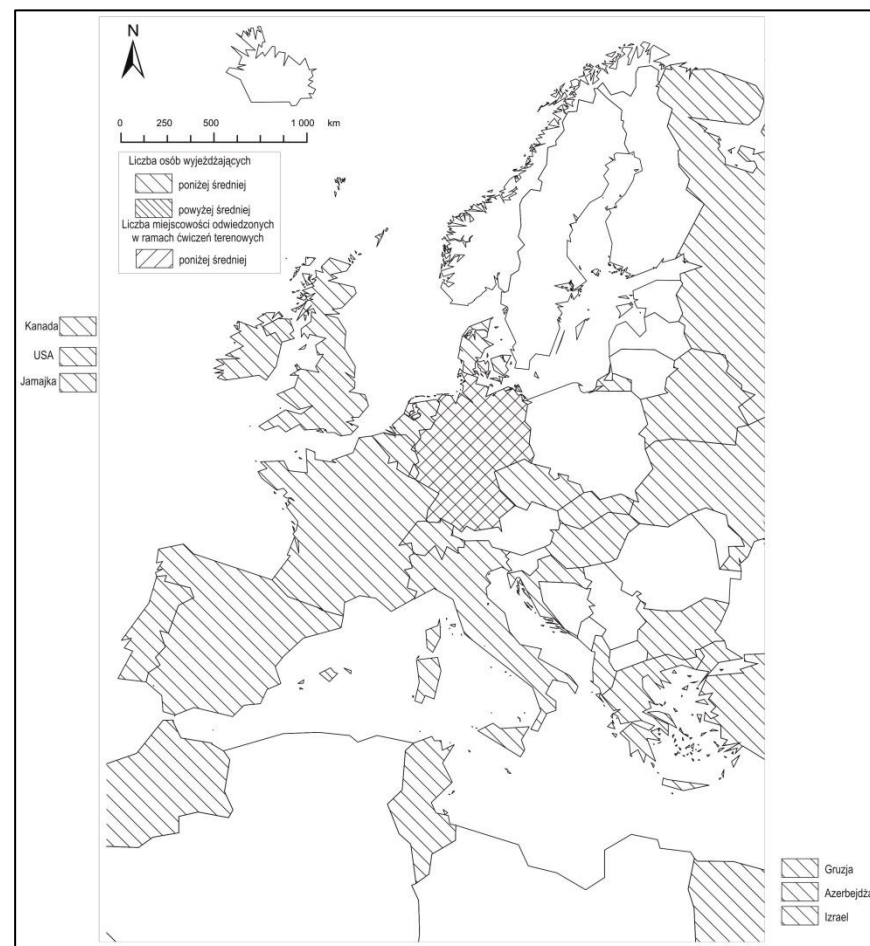 N
0 250 500 1 000 km
Liczba osób wyjeżdżających
poniżej średniej
powyżej średniej
Liczba miejscowości odwiedzonych
w ramach ćwiczeń terenowych
poniżej średniej
Kanada
USA
Jamajka
Gruzja
Azerbejdża
Izrael